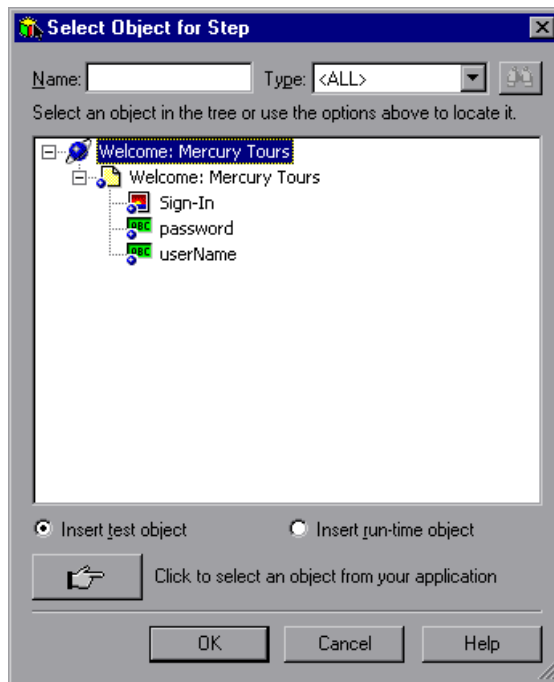 Select Object for Step
Name: Type: <ALL>
Select an object in the tree or use the options above to locate it.
Welcome: Mercury Tours
Welcome: Mercury Tours
Sign-In
password
userName
Insert test object Insert run-time object
Click to select an object from your application
OK Cancel Help